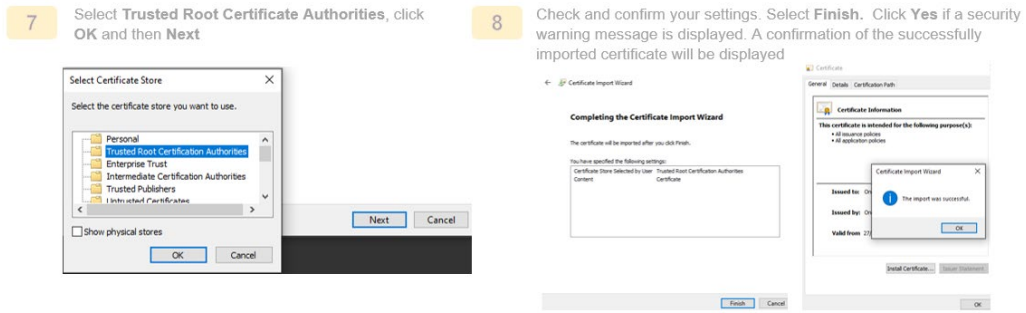 7
Select Trusted Root Certificate Authorities, click
OK and then Next
Select Certificate Store
Select the certificate store you want to use.
Personal
Trusted Root Certification Authorities
Enterprise Trust
Intermediate Certification Authorities
Trusted Publishers
Untrusted Certificates
Show physical stores
OK
Cancel
Next
Cancel
8
Check and confirm your settings. Select Finish. Click Yes if a security
warning message is displayed. A confirmation of the successfully
imported certificate will be displayed
Certificate Import Wizard
Completing the Certificate Import Wizard
The certificate will be imported after you click Finish.
You have specified the following settings:
Certificate Store Selected by User Trusted Root Certification Authorities
Content Certificate
Finish
Cancel
Certificate
General Details Certification Path
Certificate Information
This certificate is intended for the following purpose(s):
• All issuance policies
• All application policies
Certificate Import Wizard
The import was successful.
OK
Issued to:
Issued by:
Valid from 27/
Install Certificate...
Issuer Statement
OK